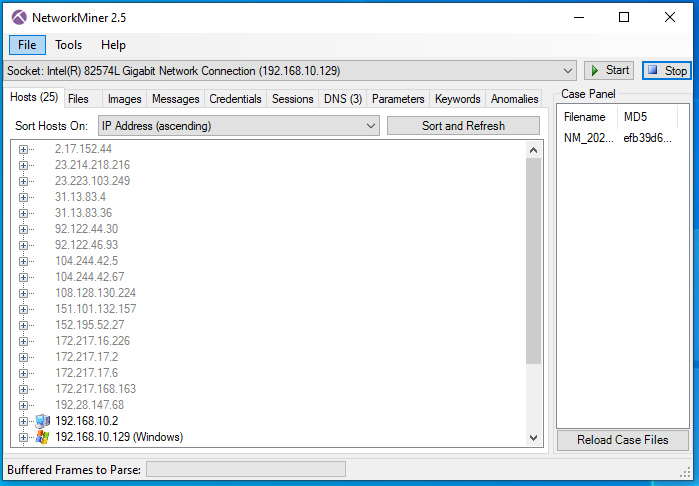 NetworkMiner 2.5
File Tools Help
Socket: Intel(R) 82574L Gigabit Network Connection (192.168.10.129) Start Stop
Hosts (25) Files Images Messages Credentials Sessions DNS (3) Parameters Keywords Anomalies
Sort Hosts On: IP Address (ascending) Sort and Refresh
2.17.152.44
23.214.218.216
23.223.103.249
31.13.83.4
31.13.83.36
92.122.44.30
92.122.46.93
104.244.42.5
104.244.42.67
108.128.130.224
151.101.132.157
152.195.52.27
172.217.16.226
172.217.17.2
172.217.17.6
172.217.168.163
192.28.147.68
192.168.10.2
192.168.10.129 (Windows)
Case Panel
Filename MD5
NM_202... efb39d6...
Reload Case Files
Buffered Frames to Parse: